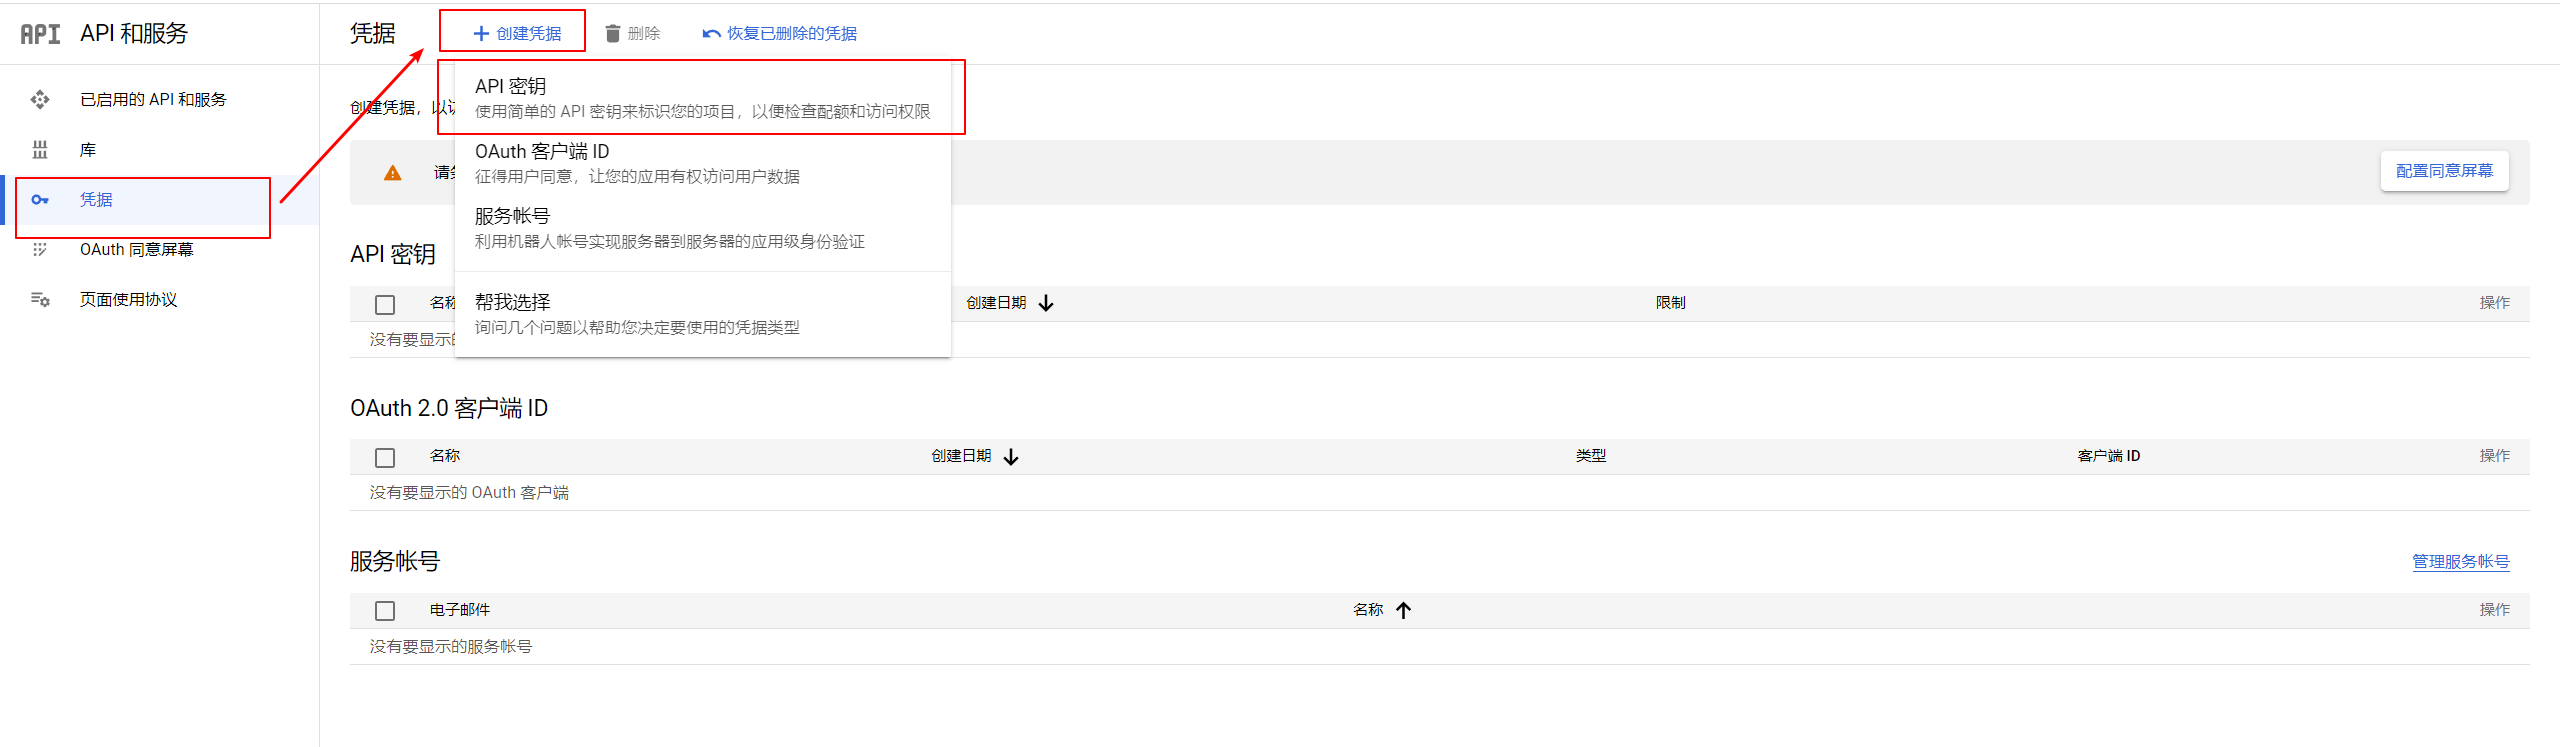 API API 和服务
已启用的 API 和服务
库
凭据
OAuth 同意屏幕
页面使用协议
凭据
创建凭据
删除
恢复已删除的凭据
API 密钥
使用简单的 API 密钥来标识您的项目，以便检查配额和访问权限
OAuth 客户端 ID
征得用户同意，让您的应用有权访问用户数据
服务帐号
利用机器人帐号实现服务器到服务器的应用级身份验证
帮我选择
询问几个问题以帮助您决定要使用的凭据类型
创建凭据，以
请
配置同意屏幕
API 密钥
名称 创建日期 限制 操作
没有要显示
OAuth 2.0 客户端 ID
名称 创建日期 类型 客户端 ID 操作
没有要显示的 OAuth 客户端
服务帐号
管理服务帐号
电子邮件 名称 操作
没有要显示的服务帐号